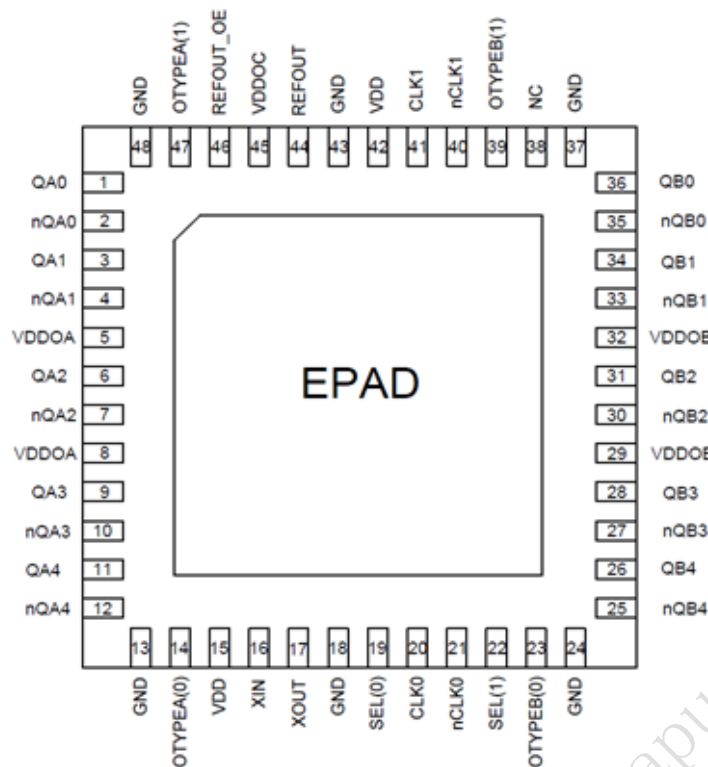 GND OTYPEA(1) REFOUT_OE VDDOC REFOUT GND VDD CLK1 nCLK1 OTYPEB(1) NC GND
48 47 46 45 44 43 42 41 40 39 38 37
QA0 1 36 QB0
nQA0 2 35 nQB0
QA1 3 34 QB1
nQA1 4 33 nQB1
VDDOA 5 32 VDDOB
QA2 6 31 QB2
EPAD
nQA2 7 30 nQB2
VDDOA 8 29 VDDOB
QA3 9 28 QB3
nQA3 10 27 nQB3
QA4 11 26 QB4
nQA4 12 25 nQB4
13 14 15 16 17 18 19 20 21 22 23 24
GND OTYPEA(0) VDD XIN XOUT GND SEL(0) CLK0 nCLK0 SEL(1) OTYPEB(0) GND